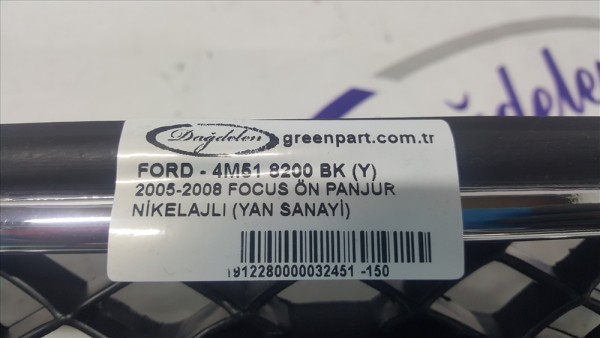 Dağdelen
Dağdelen greenpart.com.tr
FORD - 4M51 8200 BK (Y)
2005-2008 FOCUS ÖN PANJUR
NİKELAJLI (YAN SANAYİ)
1912280000032451 -150